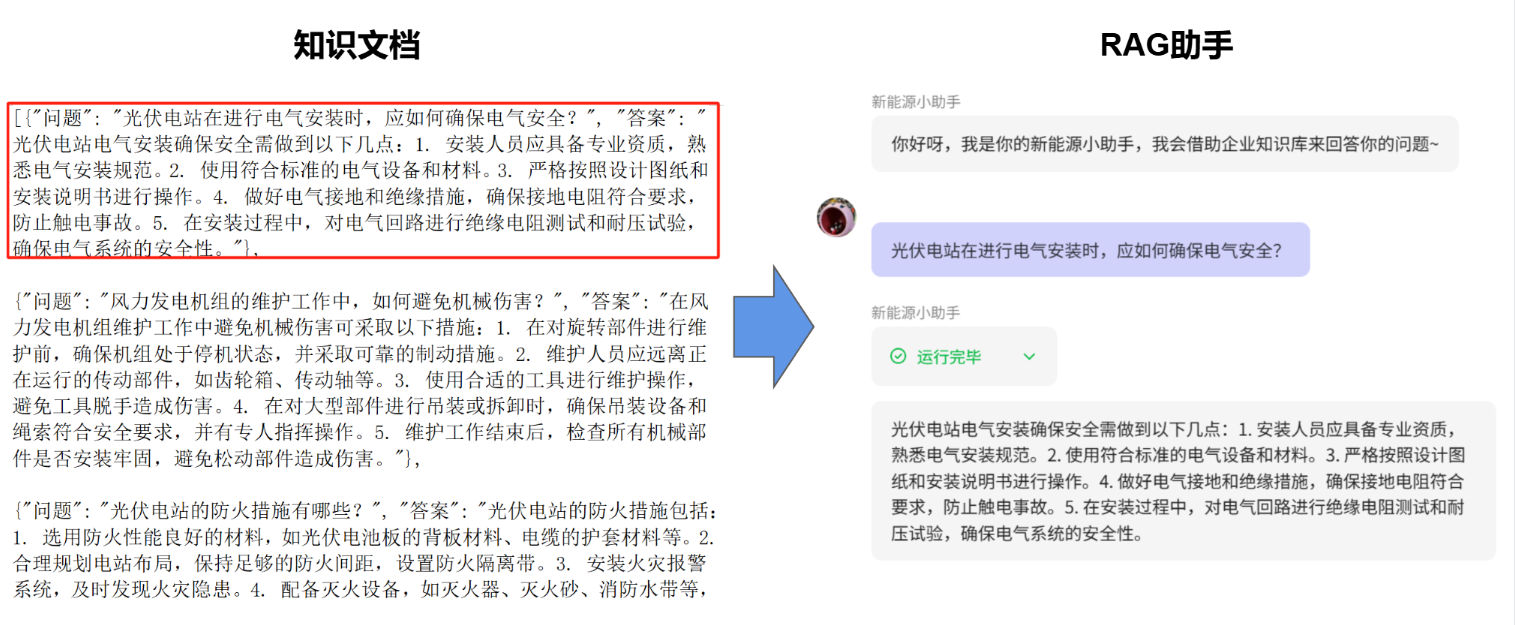 知识文档
[{"问题": "光伏电站在进行电气安装时，应如何确保电气安全？", "答案": "
光伏电站电气安装确保安全需做到以下几点：1. 安装人员应具备专业资质，熟
悉电气安装规范。2. 使用符合标准的电气设备和材料。3. 严格按照设计图纸和
安装说明书进行操作。4. 做好电气接地和绝缘措施，确保接地电阻符合要求，
防止触电事故。5. 在安装过程中，对电气回路进行绝缘电阻测试和耐压试验，
确保电气系统的安全性。"},
{"问题": "风力发电机组的维护工作中，如何避免机械伤害？", "答案": "在风
力发电机组维护工作中避免机械伤害可采取以下措施：1. 在对旋转部件进行维
护前，确保机组处于停机状态，并采取可靠的制动措施。2. 维护人员应远离正
在运行的传动部件，如齿轮箱、传动轴等。3. 使用合适的工具进行维护操作，
避免工具脱手造成伤害。4. 在对大型部件进行吊装或拆卸时，确保吊装设备和
绳索符合安全要求，并有专人指挥操作。5. 维护工作结束后，检查所有机械部
件是否安装牢固，避免松动部件造成伤害。"},
{"问题": "光伏电站的防火措施有哪些？", "答案": "光伏电站的防火措施包括：
1. 选用防火性能良好的材料，如光伏电池板的背板材料、电缆的护套材料等。2.
合理规划电站布局，保持足够的防火间距，设置防火隔离带。3. 安装火灾报警
系统，及时发现火灾隐患。4. 配备灭火设备，如灭火器、灭火砂、消防水带等，
RAG助手
新能源小助手
你好呀，我是你的新能源小助手，我会借助企业知识库来回答你的问题~
光伏电站在进行电气安装时，应如何确保电气安全？
新能源小助手
运行完毕
光伏电站电气安装确保安全需做到以下几点：1. 安装人员应具备专业资质，
熟悉电气安装规范。2. 使用符合标准的电气设备和材料。3. 严格按照设计图
纸和安装说明书进行操作。4. 做好电气接地和绝缘措施，确保接地电阻符合
要求，防止触电事故。5. 在安装过程中，对电气回路进行绝缘电阻测试和耐
压试验，确保电气系统的安全性。